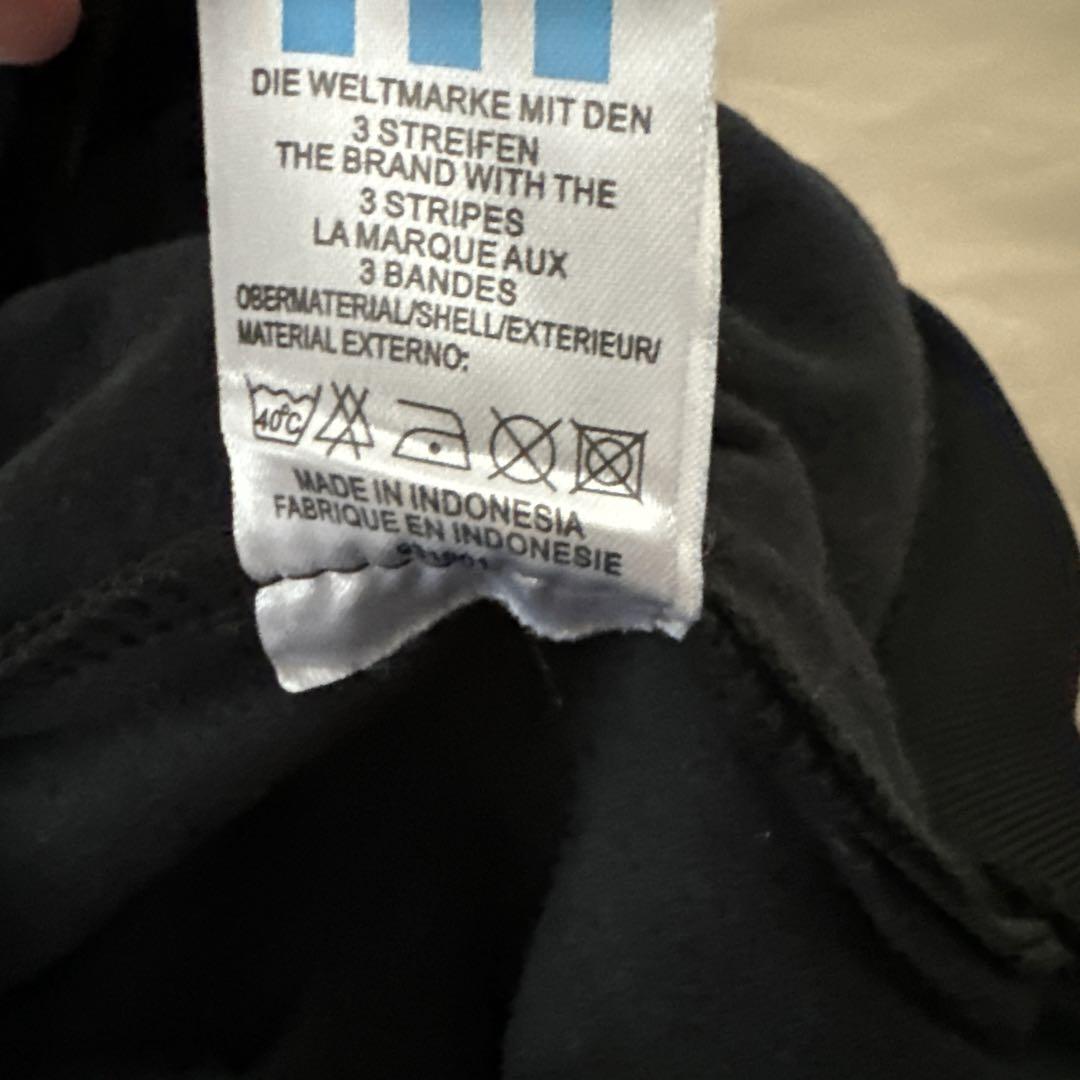 DIE WELTMARKE MIT DEN
3 STREIFEN
THE BRAND WITH THE
3 STRIPES
LA MARQUE AUX
3 BANDES
OBERMATERIAL/SHELL/EXTERIEUR/
MATERIAL EXTERNO:
40°C
MADE IN INDONESIA
FABRIQUE EN INDONESIE